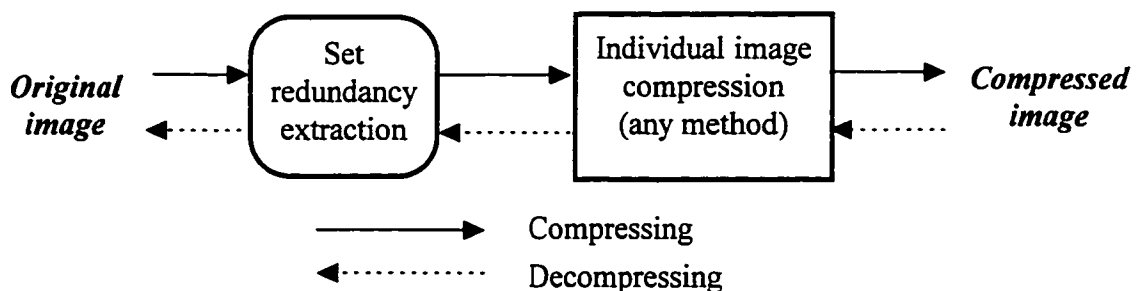 Original
image
Set
redundancy
extraction
Individual image
compression
(any method)
Compressed
image
Compressing
Decompressing